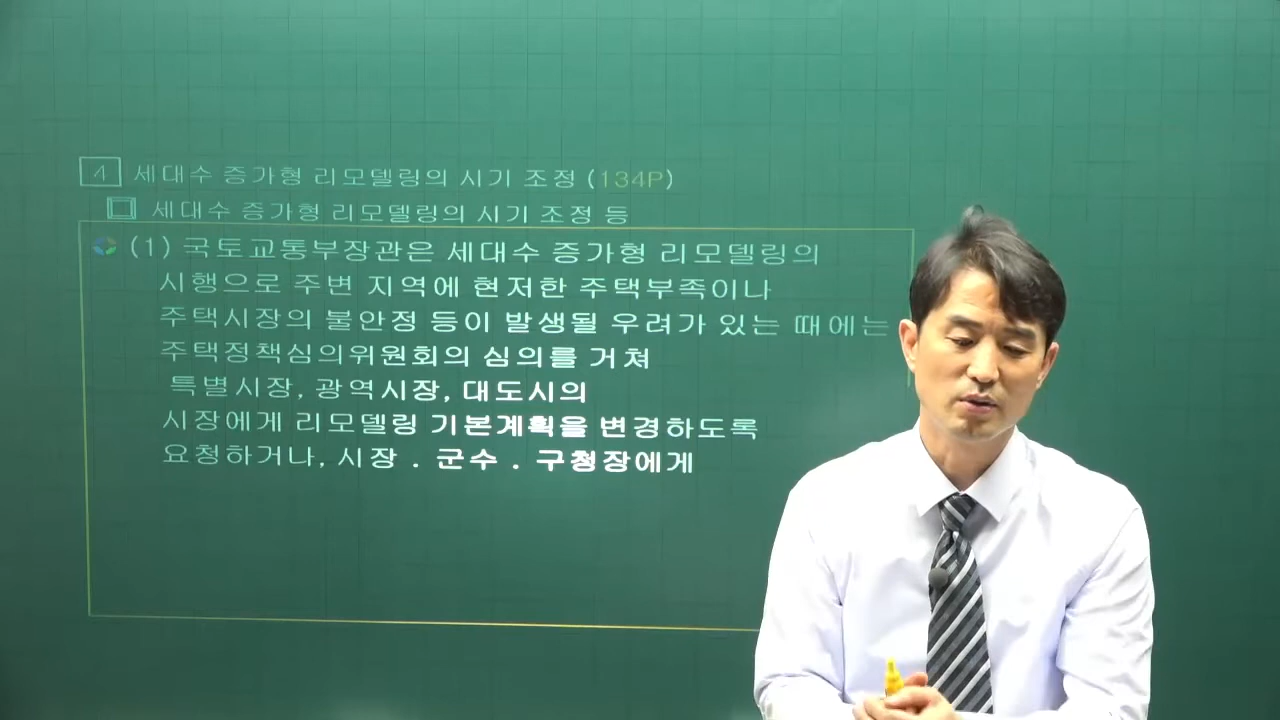 4 세대수 증가형 리모델링의 시기 조정 (134P)
세대수 증가형 리모델링의 시기 조정 등
(1) 국토교통부장관은 세대수 증가형 리모델링의
시행으로 주변 지역에 현저한 주택부족이나
주택시장의 불안정 등이 발생될 우려가 있는 때에는
주택정책심의위원회의 심의를 거쳐
특별시장, 광역시장, 대도시의
시장에게 리모델링 기본계획을 변경하도록
요청하거나, 시장 . 군수 . 구청장에게